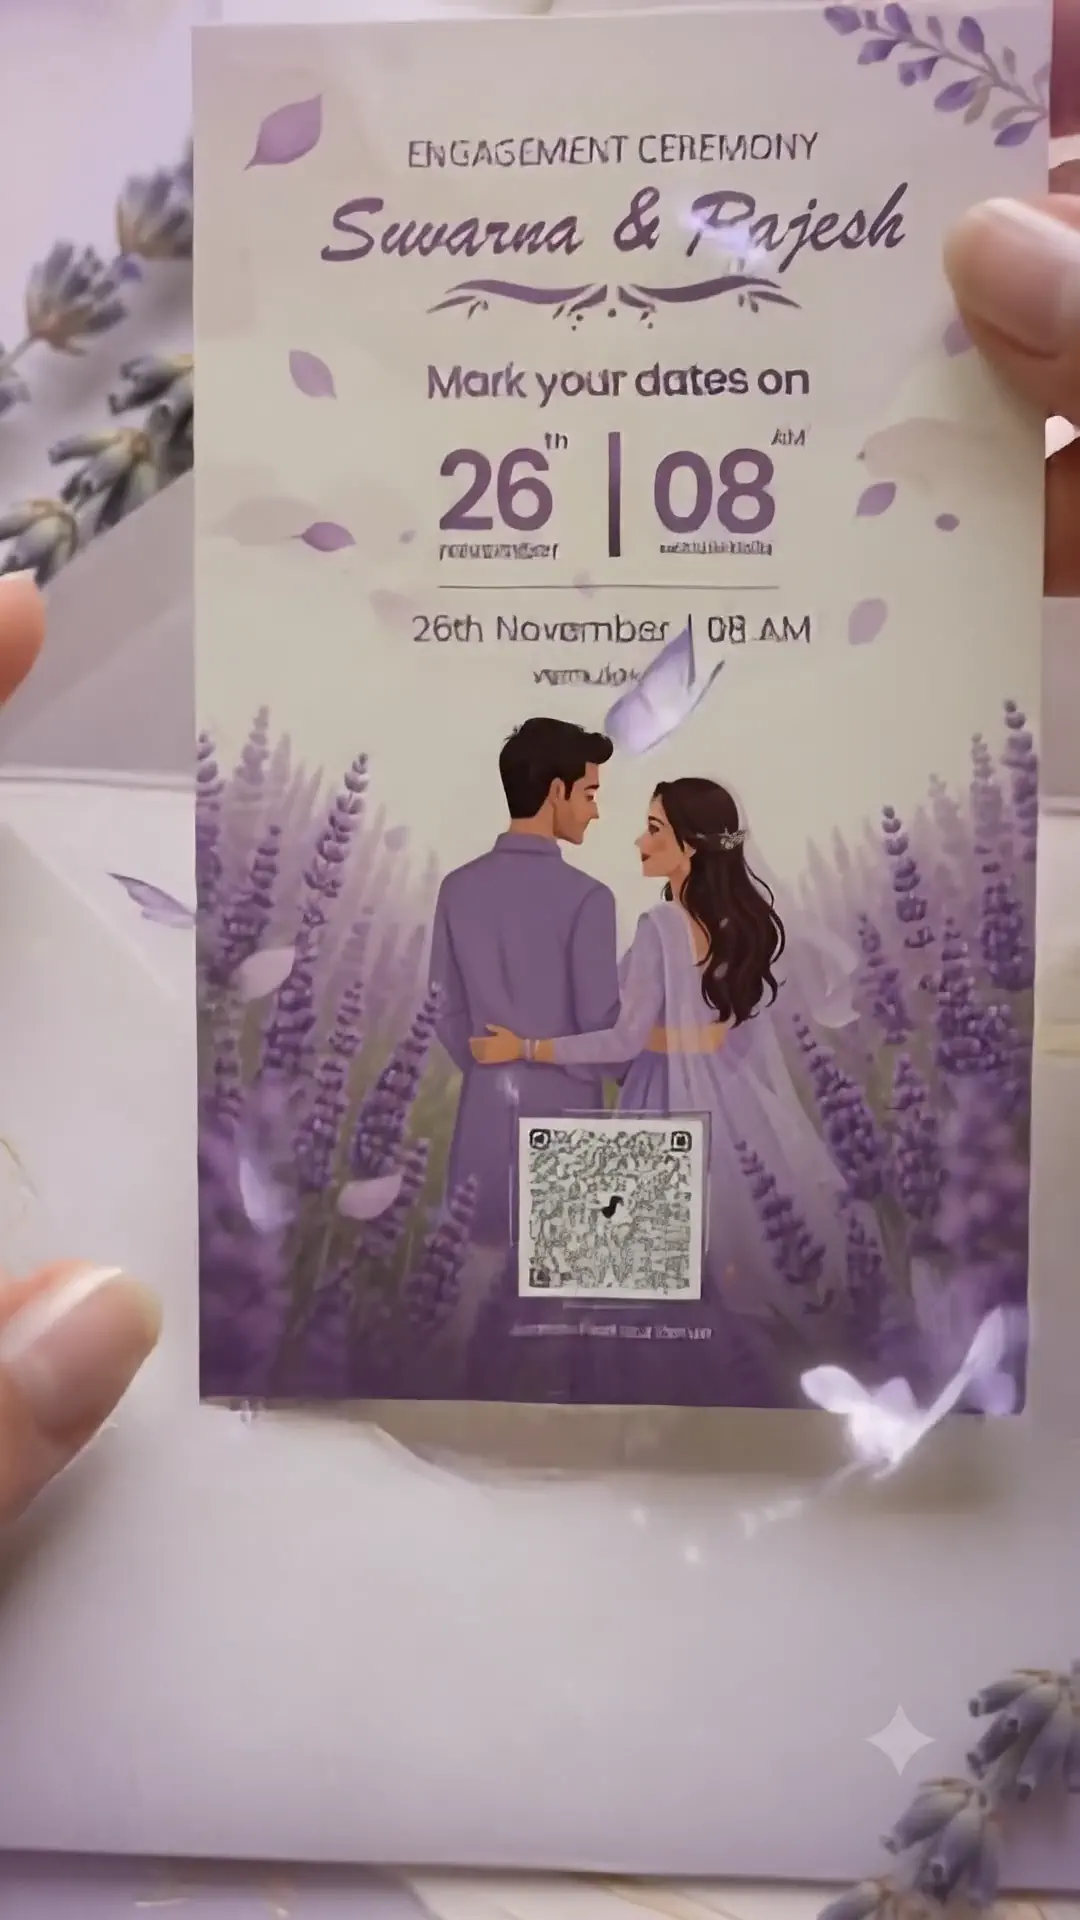 ENGAGEMENT CEREMONY
Suvarna & Rajesh
Mark your dates on
26th | 08 AM
26th November | 08 AM